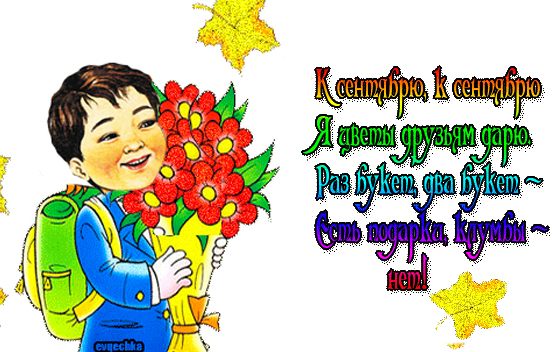 К сентябрю, к сентябрю
Я цветы друзьям дарю.
Раз букет, два букет ~
Есть подарки, клумбы ~
нет!
evgechka